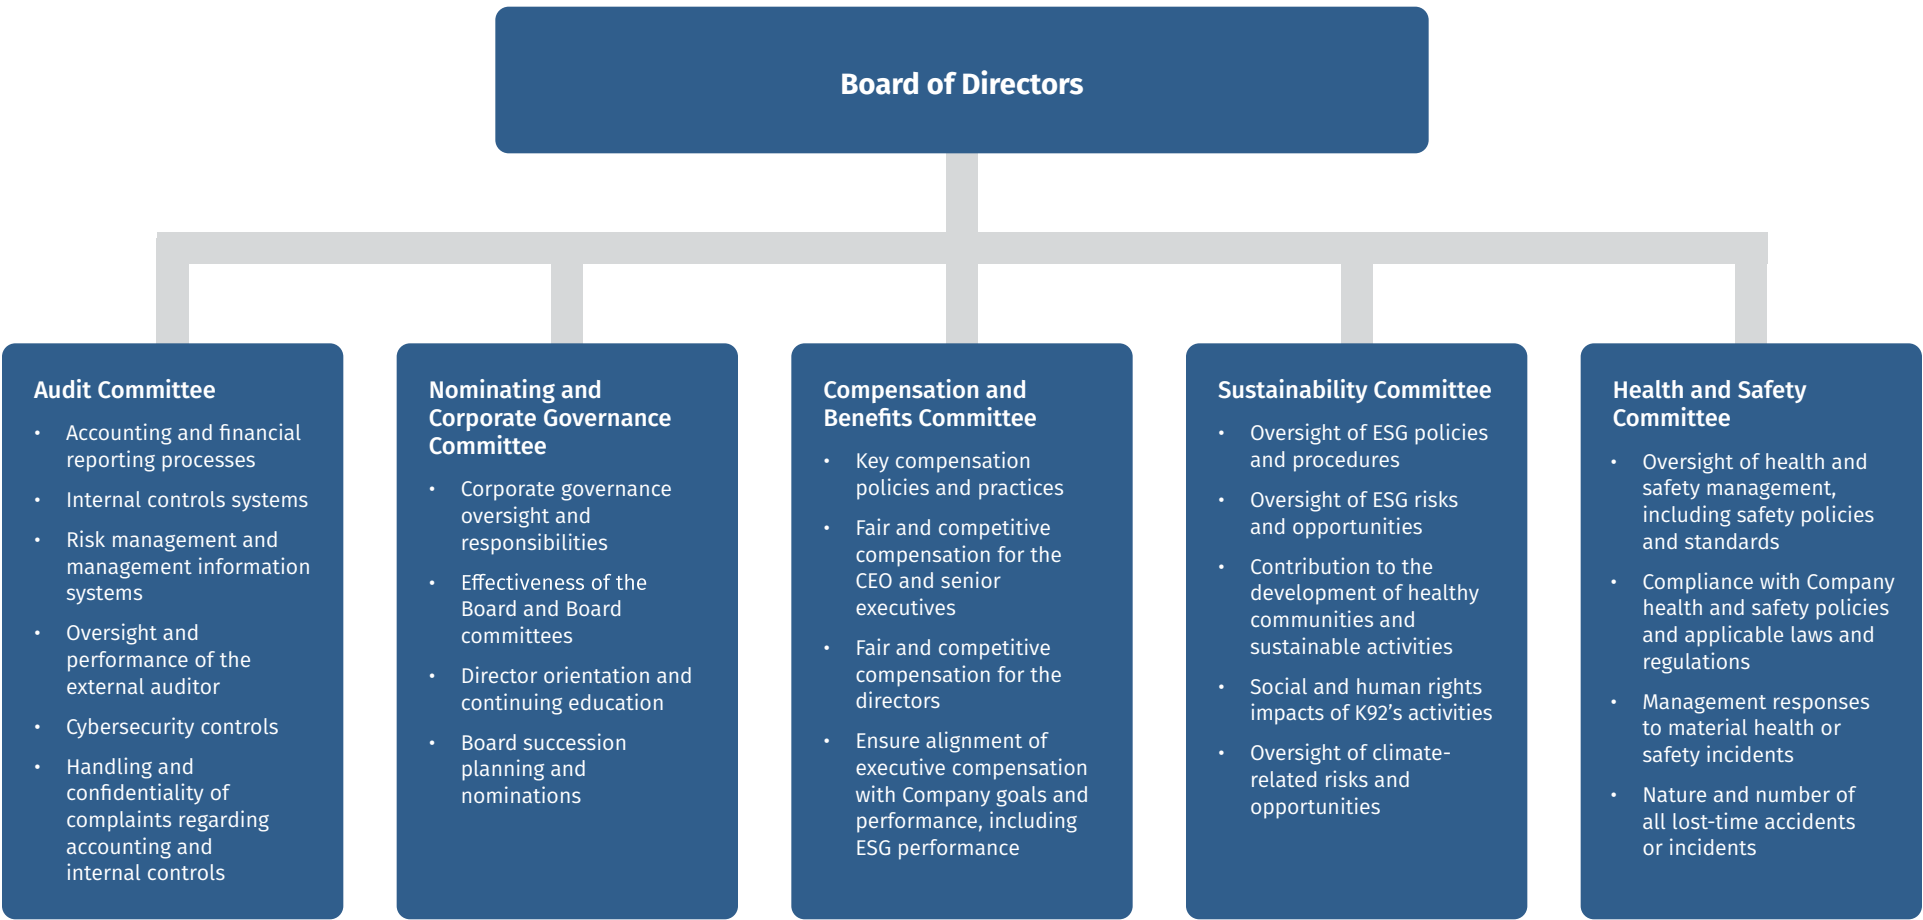 Board of Directors
Audit Committee
• Accounting and financial
reporting processes
• Internal controls systems
• Risk management and
management information
systems
• Oversight and
performance of the
external auditor
• Cybersecurity controls
• Handling and
confidentiality of
complaints regarding
accounting and
internal controls
Nominating and
Corporate Governance
Committee
• Corporate governance
oversight and
responsibilities
• Effectiveness of the
Board and Board
committees
• Director orientation and
continuing education
• Board succession
planning and
nominations
Compensation and
Benefits Committee
• Key compensation
policies and practices
• Fair and competitive
compensation for the
CEO and senior
executives
• Fair and competitive
compensation for the
directors
• Ensure alignment of
executive compensation
with Company goals and
performance, including
ESG performance
Sustainability Committee
• Oversight of ESG policies
and procedures
• Oversight of ESG risks
and opportunities
• Contribution to the
development of healthy
communities and
sustainable activities
• Social and human rights
impacts of K92's activities
• Oversight of climate-
related risks and
opportunities
Health and Safety
Committee
• Oversight of health and
safety management,
including safety policies
and standards
• Compliance with Company
health and safety policies
and applicable laws and
regulations
• Management responses
to material health or
safety incidents
• Nature and number of
all lost-time accidents
or incidents